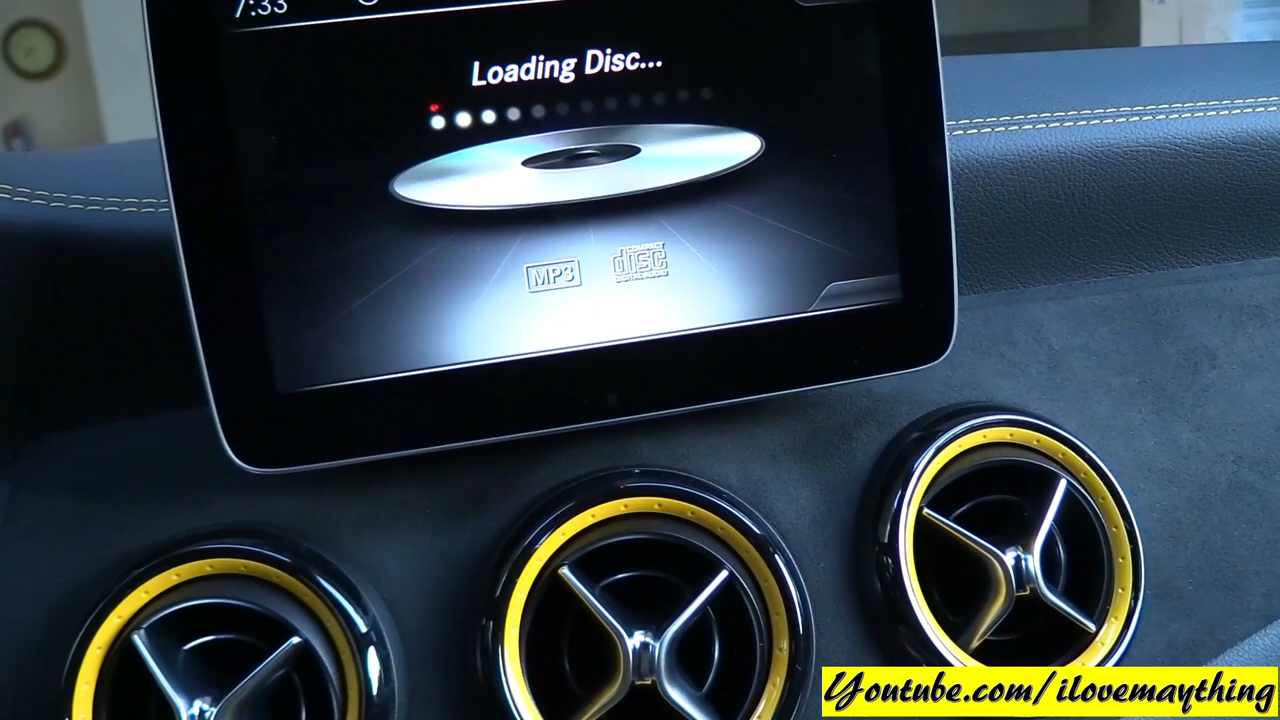 7:33
Loading Disc...
MP3
COMPACT
disc
DIGITAL AUDIO
Youtube.com/ilovemaything